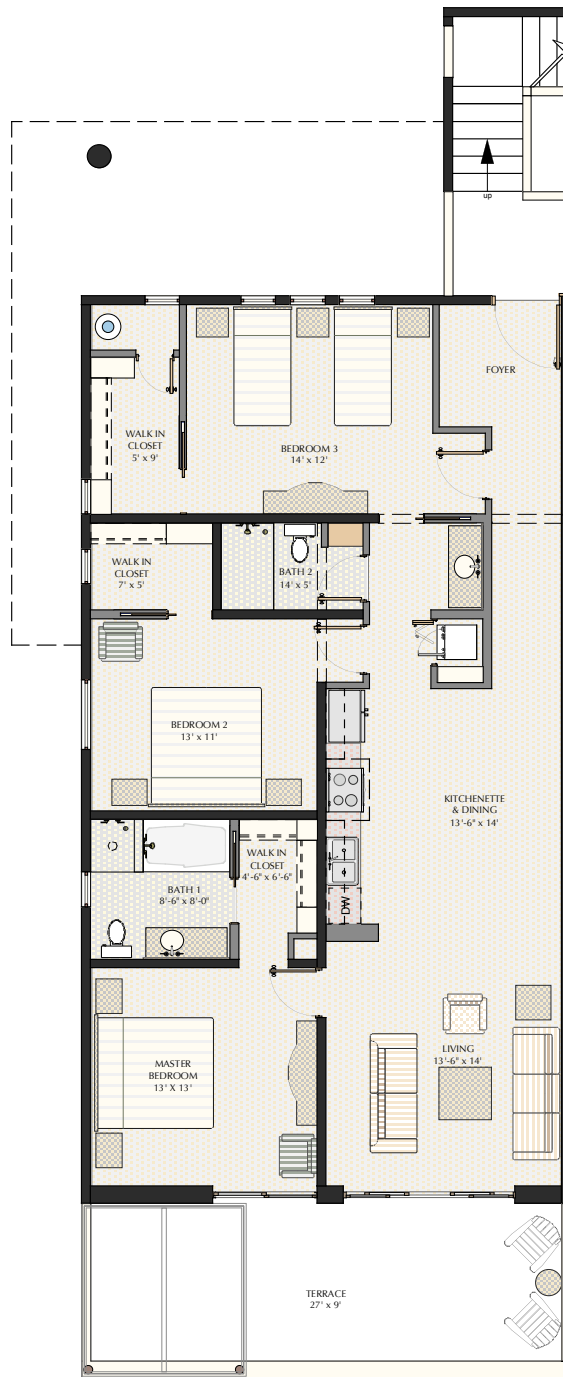 up
FOYER
WALK IN
CLOSET
5' x 9'
BEDROOM 3
14' x 12'
WALK IN
CLOSET
7' x 5'
BATH 2
14' x 5'
BEDROOM 2
13' x 11'
KITCHENETTE
& DINING
13'-6" x 14'
WALK IN
CLOSET
4'-6" x 6'-6"
BATH 1
8'-6" x 8'-0"
DW
LIVING
13'-6" x 14'
MASTER
BEDROOM
13' X 13'
TERRACE
27' x 9'